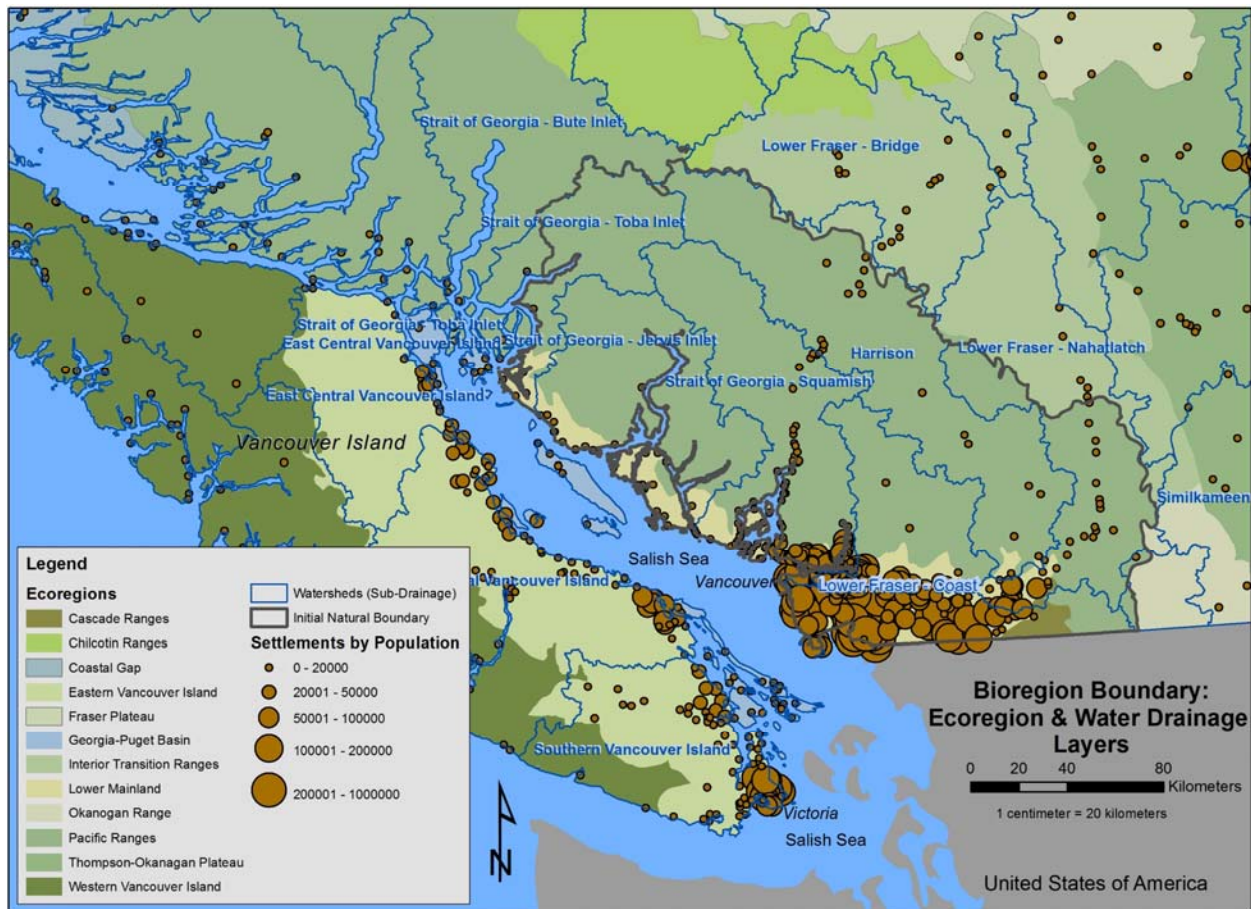 Strait of Georgia - Bute Inlet
Lower Fraser - Bridge
Strait of Georgia - Toba Inlet
Strait of Georgia - Toba Inlet
East Central Vancouver Island
Strait of Georgia - Jervis Inlet
Harrison
Lower Fraser - Nahatlatch
Strait of Georgia - Squamish
East Central Vancouver Island
Vancouver Island
Similkameen
Salish Sea
Vancouver
Lower Fraser - Coast
Vancouver Island
Southern Vancouver Island
Victoria
Salish Sea
United States of America
Legend
Ecoregions
Cascade Ranges
Chilcotin Ranges
Coastal Gap
Eastern Vancouver Island
Fraser Plateau
Georgia-Puget Basin
Interior Transition Ranges
Lower Mainland
Okanogan Range
Pacific Ranges
Thompson-Okanagan Plateau
Western Vancouver Island
Watersheds (Sub-Drainage)
Initial Natural Boundary
Settlements by Population
0 - 20000
20001 - 50000
50001 - 100000
100001 - 200000
200001 - 1000000
N
Bioregion Boundary:
Ecoregion & Water Drainage
Layers
0 20 40 80
Kilometers
1 centimeter = 20 kilometers